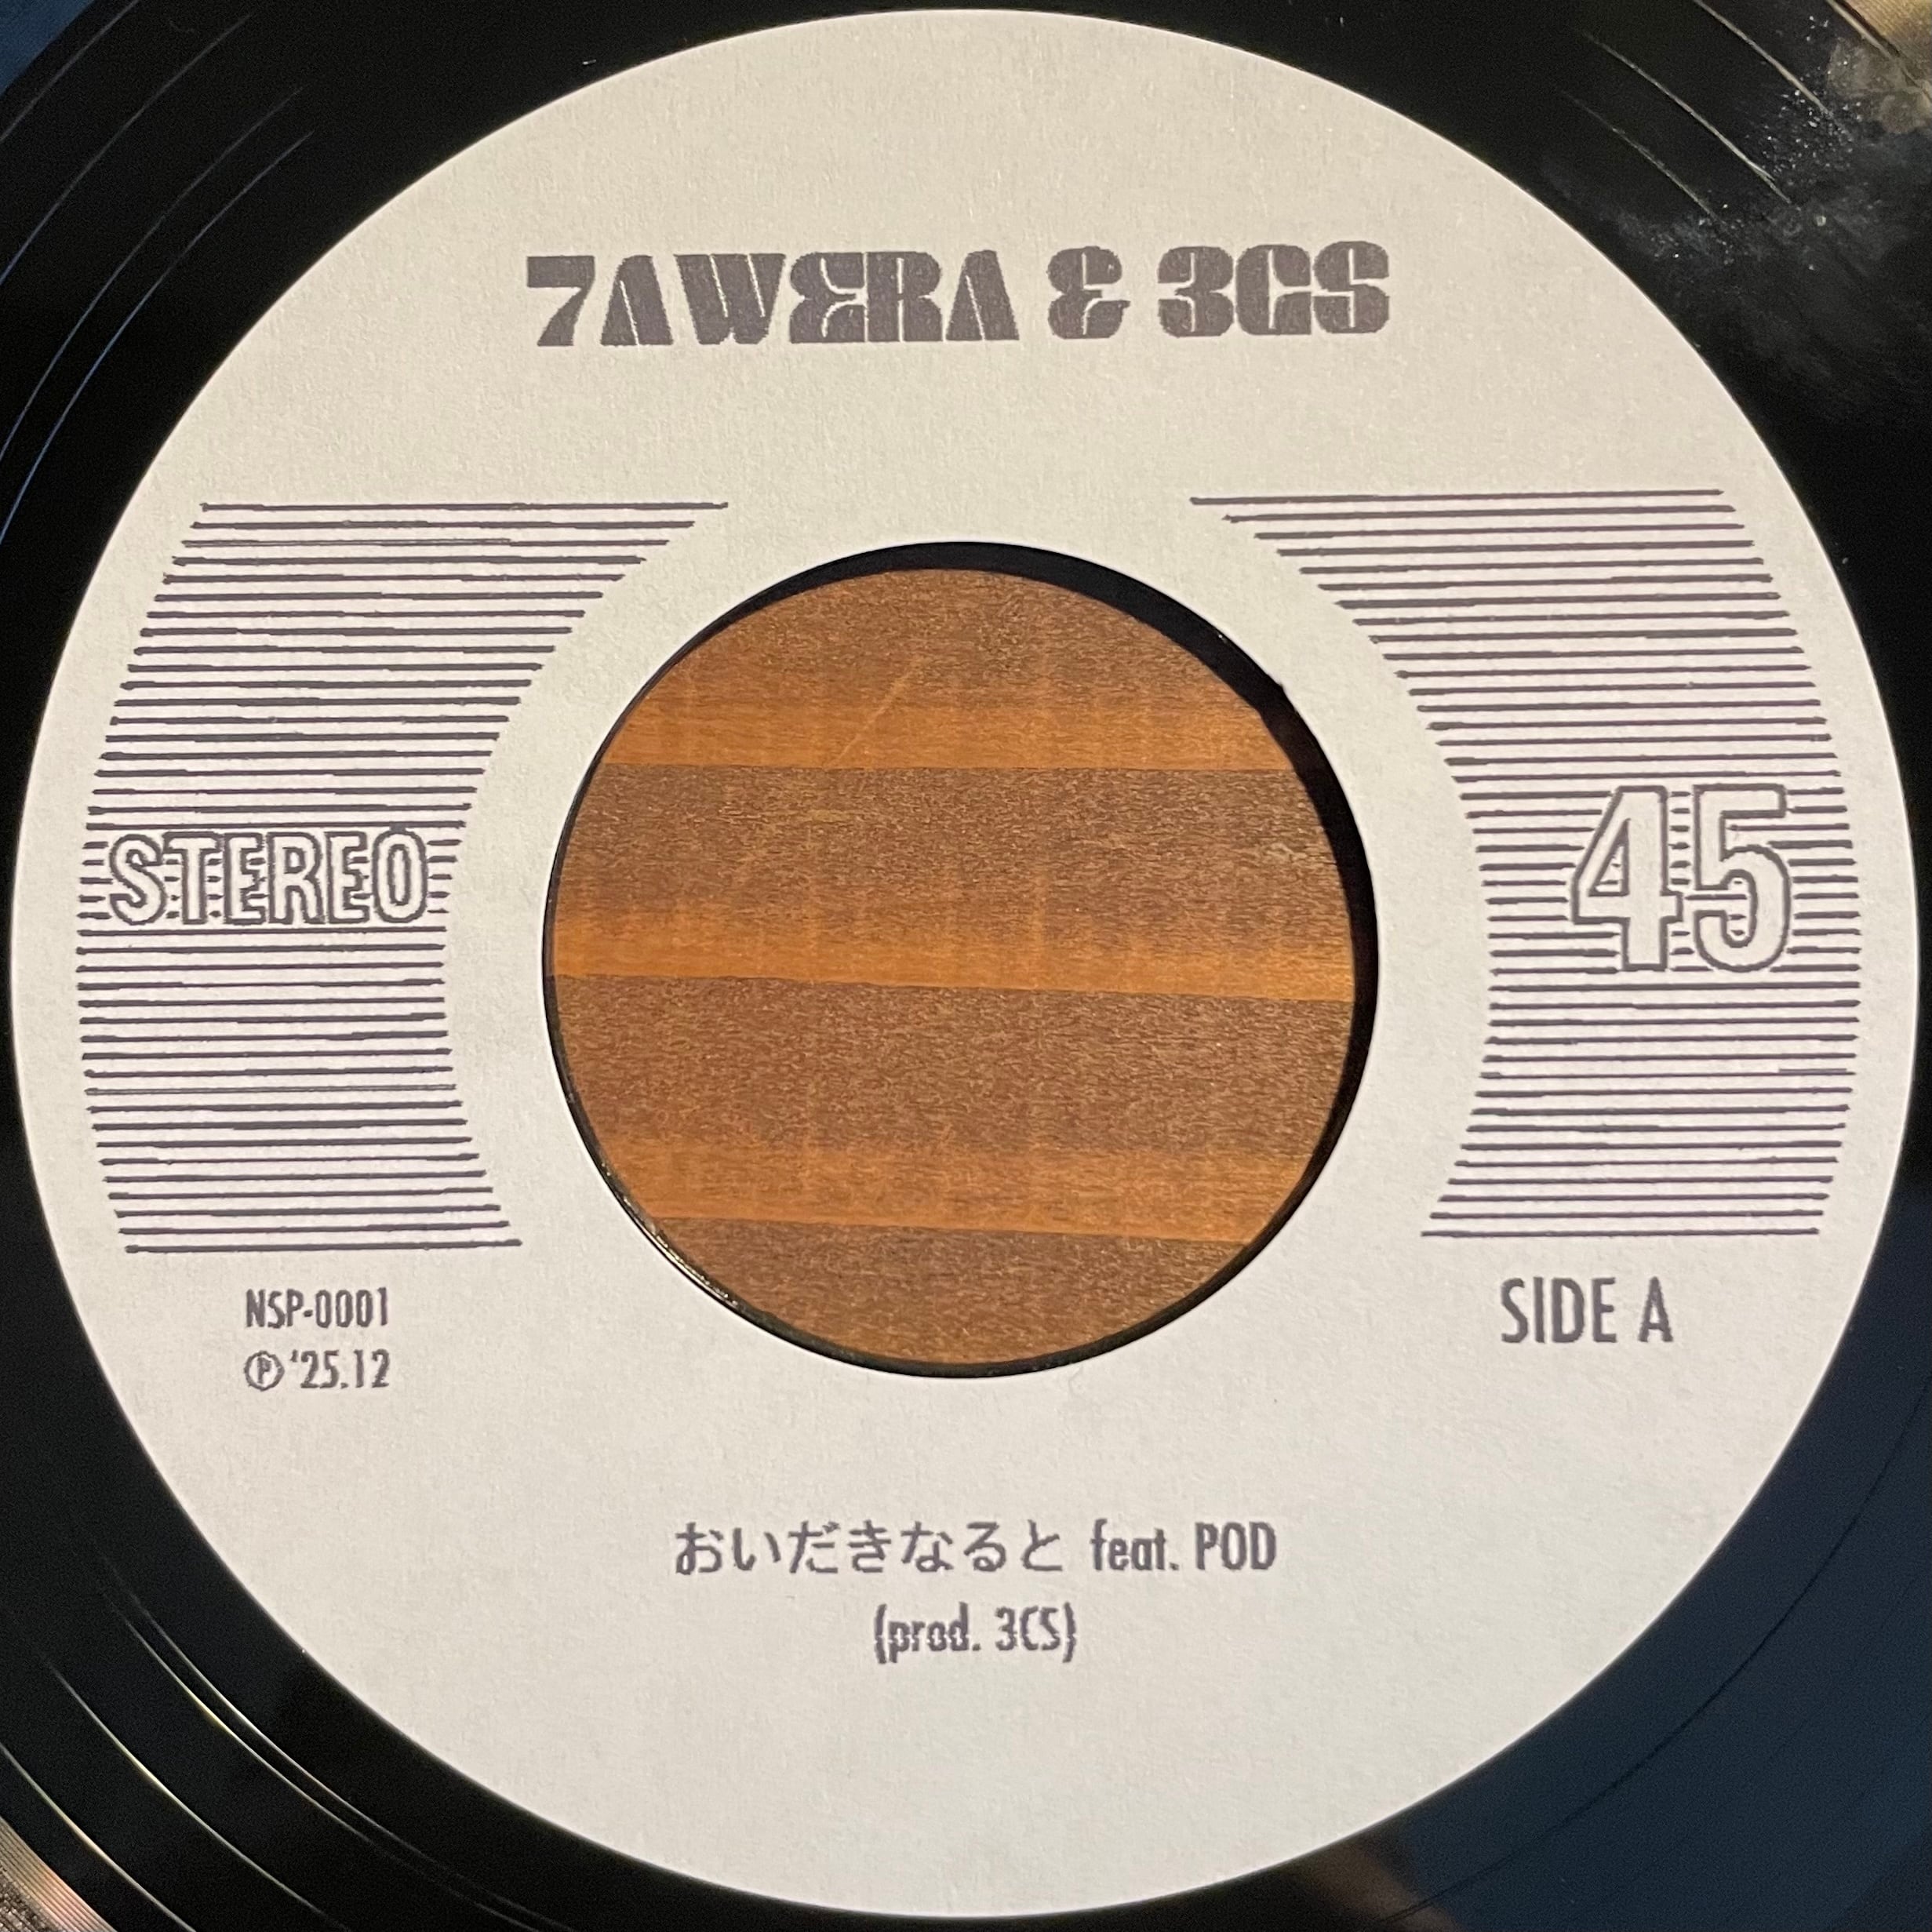 7AWERA & 3CS
STEREO
45
NSP-0001
℗ '25.12
SIDE A
おいだきなると feat. POD
(prod. 3CS)